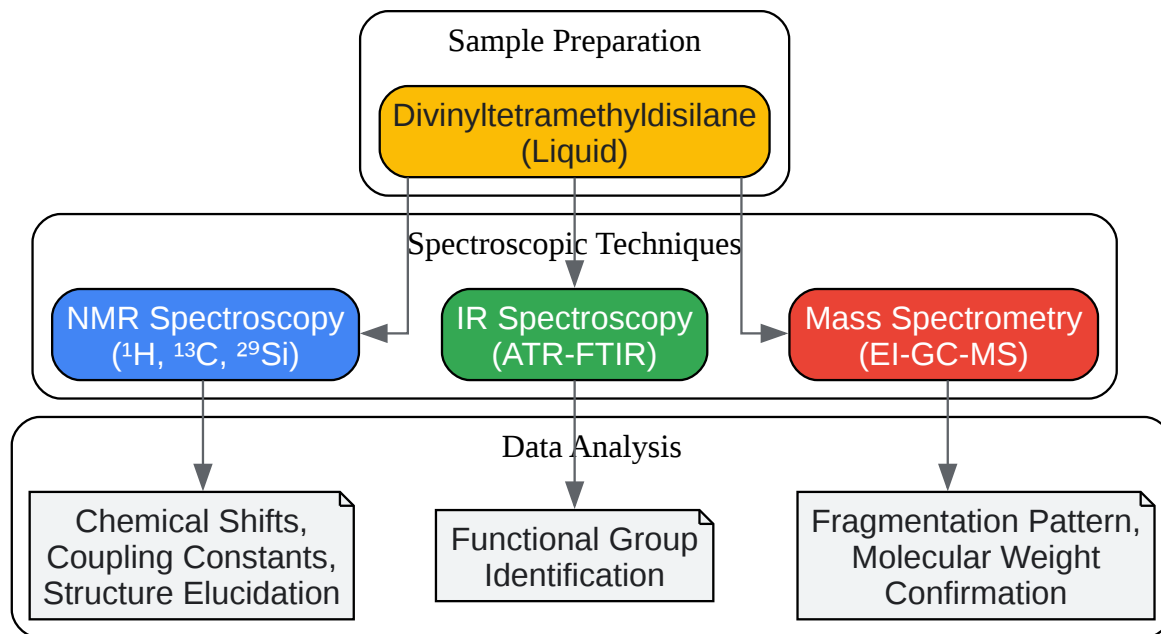 Sample Preparation
Divinyltetramethyldisilane
(Liquid)
Spectroscopic Techniques
NMR Spectroscopy
(¹H, ¹³C, ²⁹Si)
IR Spectroscopy
(ATR-FTIR)
Mass Spectrometry
(EI-GC-MS)
Data Analysis
Chemical Shifts,
Coupling Constants,
Structure Elucidation
Functional Group
Identification
Fragmentation Pattern,
Molecular Weight
Confirmation